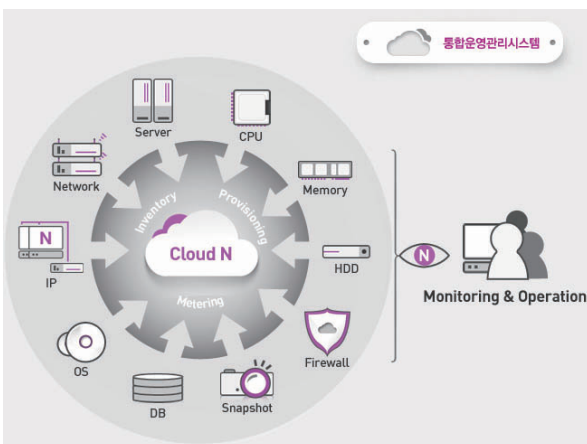 통합운영관리시스템
Server
CPU
Network
Memory
Inventory
Provisioning
N
IP
Cloud N
HDD
N
Monitoring & Operation
Metering
OS
Firewall
DB
Snapshot